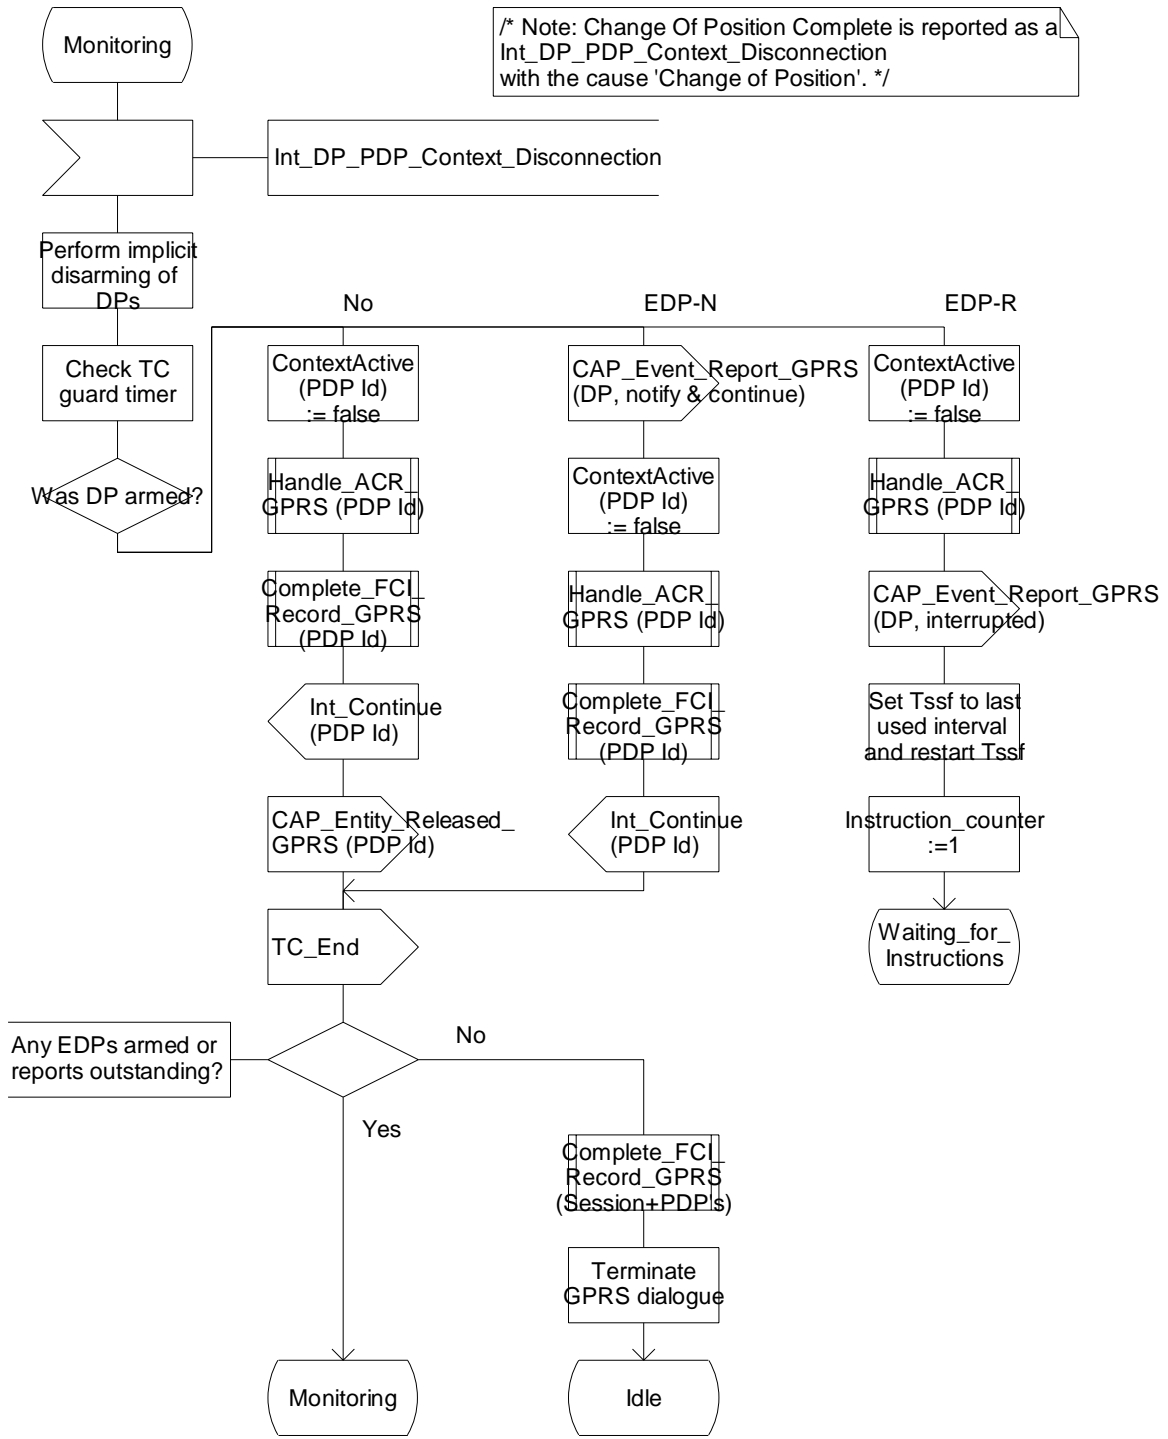 Monitoring
/* Note: Change Of Position Complete is reported as a
Int_DP_PDP_Context_Disconnection
with the cause 'Change of Position'. */
Int_DP_PDP_Context_Disconnection
Perform implicit
disarming of
DPs
Check TC
guard timer
Was DP armed?
No
ContextActive
(PDP Id)
:= false
Handle_ACR_
GPRS (PDP Id)
Complete_FCI_
Record_GPRS
(PDP Id)
Int_Continue
(PDP Id)
CAP_Entity_Released_
GPRS (PDP Id)
EDP-N
CAP_Event_Report_GPRS
(DP, notify & continue)
ContextActive
(PDP Id)
:= false
Handle_ACR_
GPRS (PDP Id)
Complete_FCI_
Record_GPRS
(PDP Id)
Int_Continue
(PDP Id)
EDP-R
ContextActive
(PDP Id)
:= false
Handle_ACR_
GPRS (PDP Id)
CAP_Event_Report_GPRS
(DP, interrupted)
Set Tssf to last
used interval
and restart Tssf
Instruction_counter
:=1
Waiting_for_
Instructions
TC_End
Any EDPs armed or
reports outstanding?
No
Yes
Complete_FCI_
Record_GPRS
(Session+PDP's)
Terminate
GPRS dialogue
Monitoring
Idle